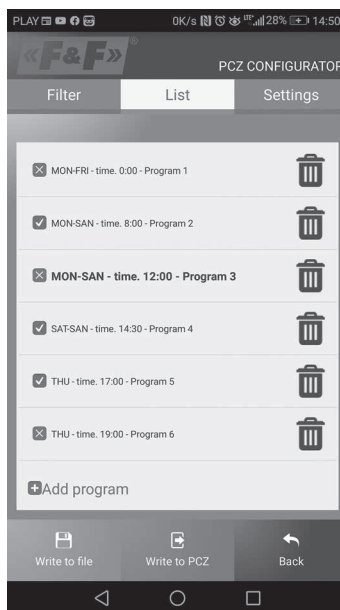 PLAY 0K/s LTE 28% 14:50
«F&F»®
PCZ CONFIGURATOR
Filter List Settings
MON-FRI - time. 0:00 - Program 1
MON-SAN - time. 8:00 - Program 2
MON-SAN - time. 12:00 - Program 3
SAT-SAN - time. 14:30 - Program 4
THU - time. 17:00 - Program 5
THU - time. 19:00 - Program 6
Add program
Write to file Write to PCZ Back